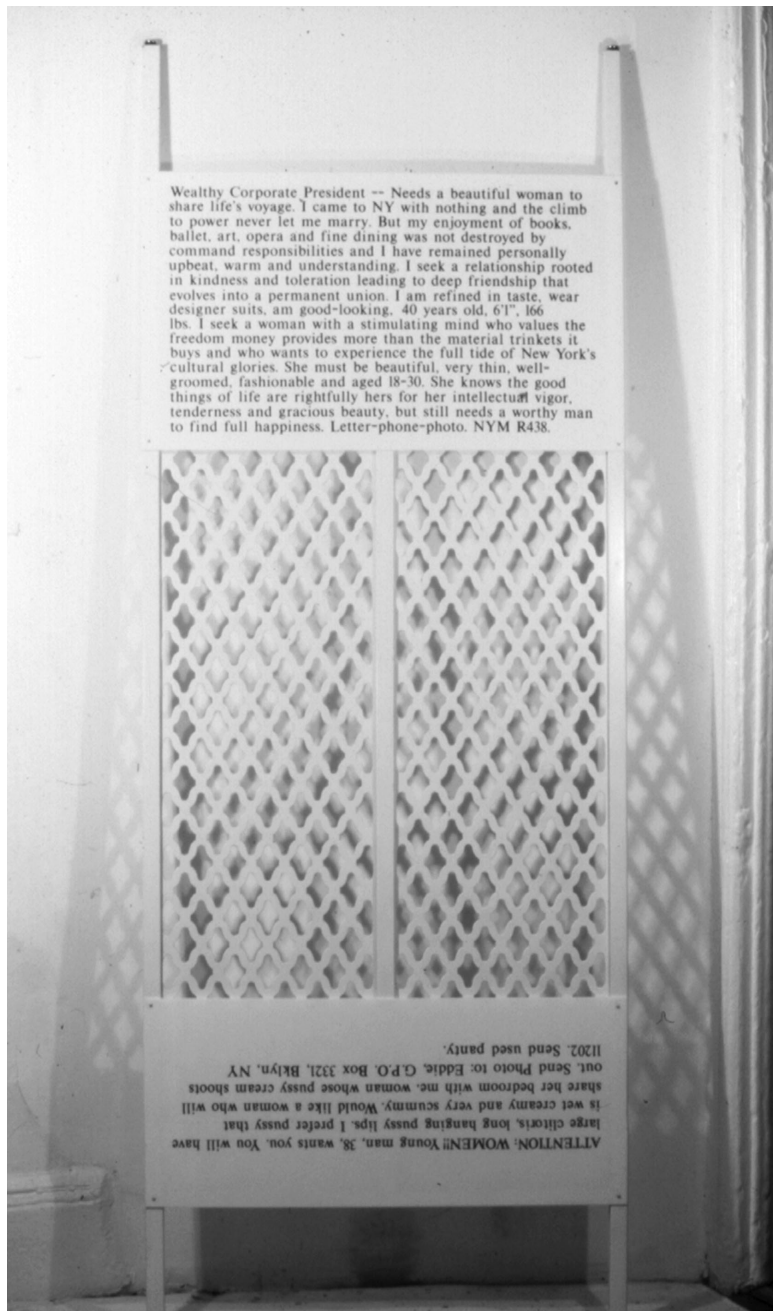 Wealthy Corporate President -- Needs a beautiful woman to
share life's voyage. I came to NY with nothing and the climb
to power never let me marry. But my enjoyment of books,
ballet, art, opera and fine dining was not destroyed by
command responsibilities and I have remained personally
upbeat, warm and understanding. I seek a relationship rooted
in kindness and toleration leading to deep friendship that
evolves into a permanent union. I am refined in taste, wear
designer suits, am good-looking, 40 years old, 6'1", 166
lbs. I seek a woman with a stimulating mind who values the
freedom money provides more than the material trinkets it
buys and who wants to experience the full tide of New York's
cultural glories. She must be beautiful, very thin, well-
groomed, fashionable and aged 18-30. She knows the good
things of life are rightfully hers for her intellectual vigor,
tenderness and gracious beauty, but still needs a worthy man
to find full happiness. Letter-phone-photo. NYM R438.
ATTENTION: WOMEN!! Young man, 38, wants you. You will have
large clitoris, long hanging pussy lips. I prefer pussy that
is wet creamy and very scummy. Would like a woman who will
share her bedroom with me. woman whose pussy cream shoots
out. Send Photo to: Eddie, G.P.O. Box 3321, Bklyn, NY
11202. Send used panty.